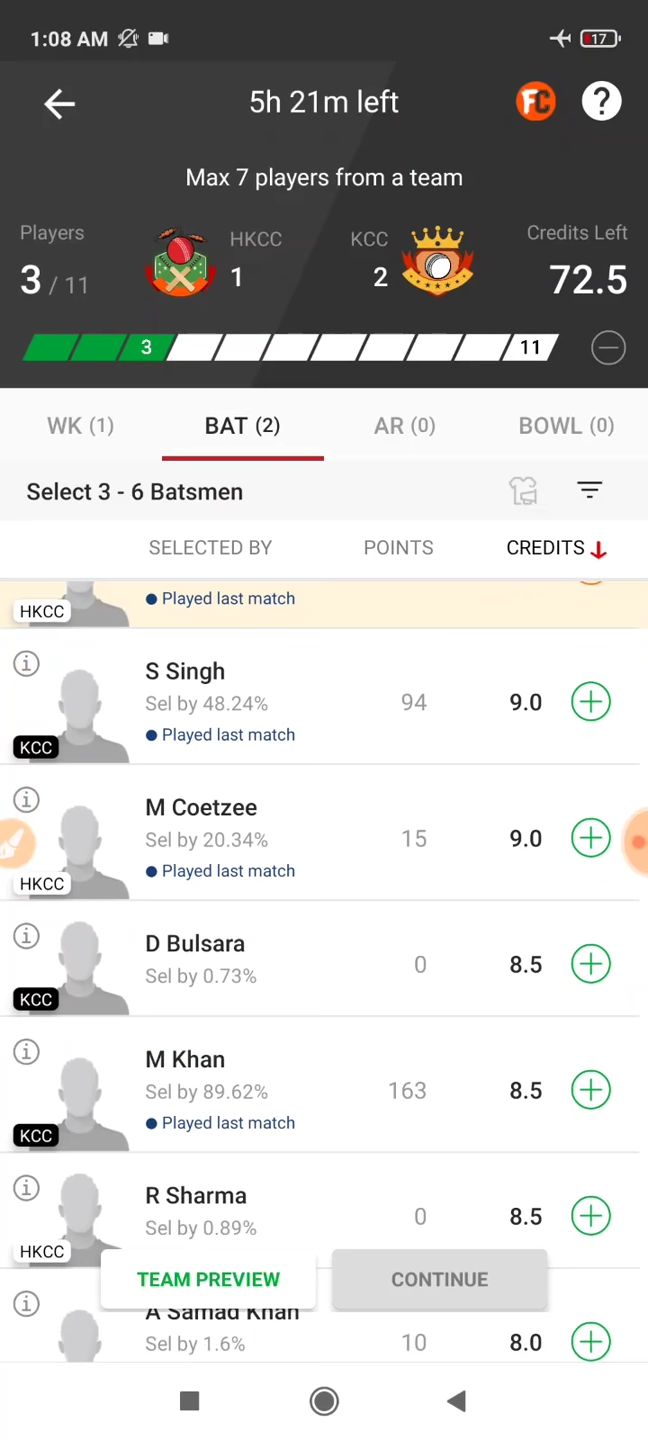 1:08 AM
17
5h 21m left
FC
?
Max 7 players from a team
Players
HKCC
KCC
Credits Left
3 / 11
1
2
72.5
3
11
WK (1)
BAT (2)
AR (0)
BOWL (0)
Select 3 - 6 Batsmen
SELECTED BY
POINTS
CREDITS
Played last match
HKCC
S Singh
Sel by 48.24%
94
9.0
Played last match
KCC
M Coetzee
Sel by 20.34%
15
9.0
Played last match
HKCC
D Bulsara
Sel by 0.73%
0
8.5
KCC
M Khan
Sel by 89.62%
163
8.5
Played last match
KCC
R Sharma
Sel by 0.89%
0
8.5
HKCC
TEAM PREVIEW
CONTINUE
A Samad Khan
Sel by 1.6%
10
8.0